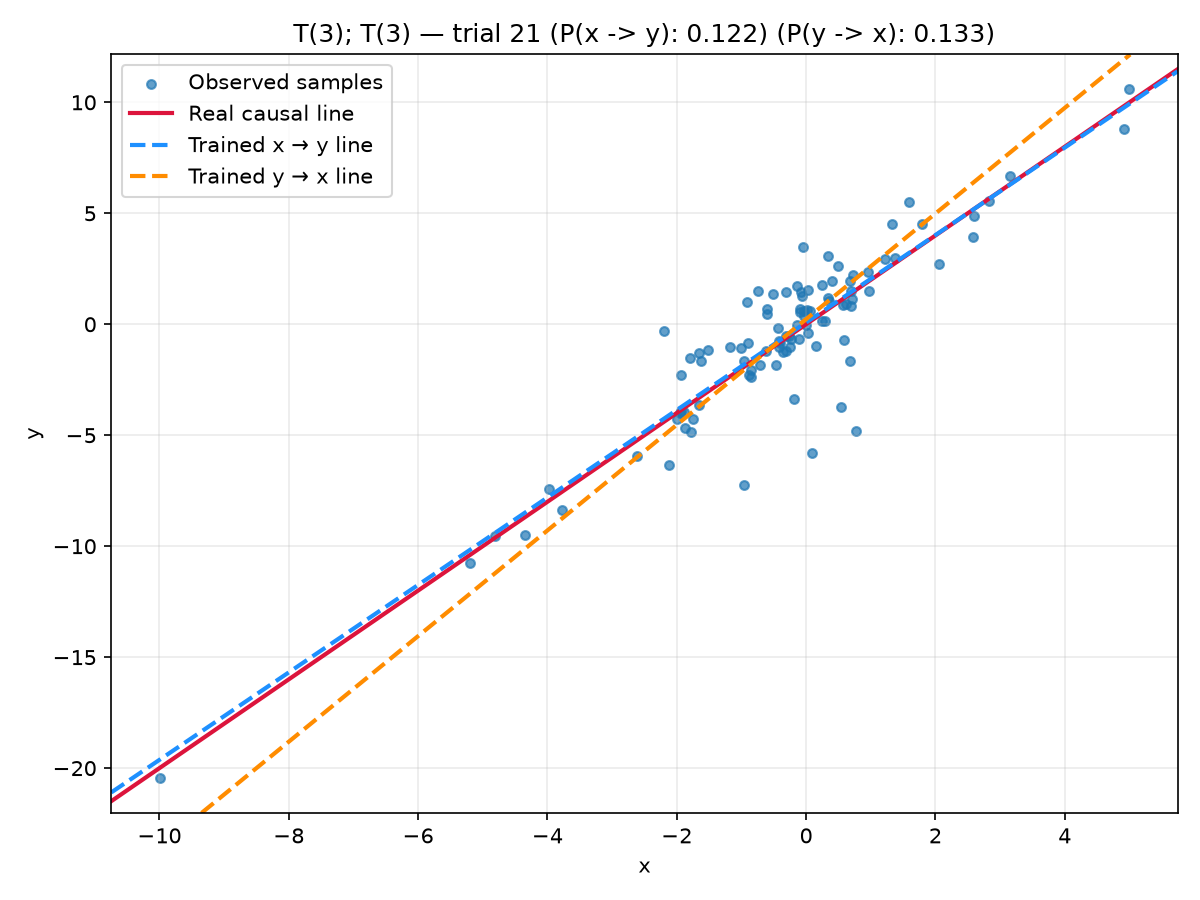 T(3); T(3) — trial 21 (P(x -> y): 0.122) (P(y -> x): 0.133)
Observed samples
Real causal line
Trained x → y line
Trained y → x line
10
5
0
−5
−10
−15
−20
y
−10 −8 −6 −4 −2 0 2 4
x